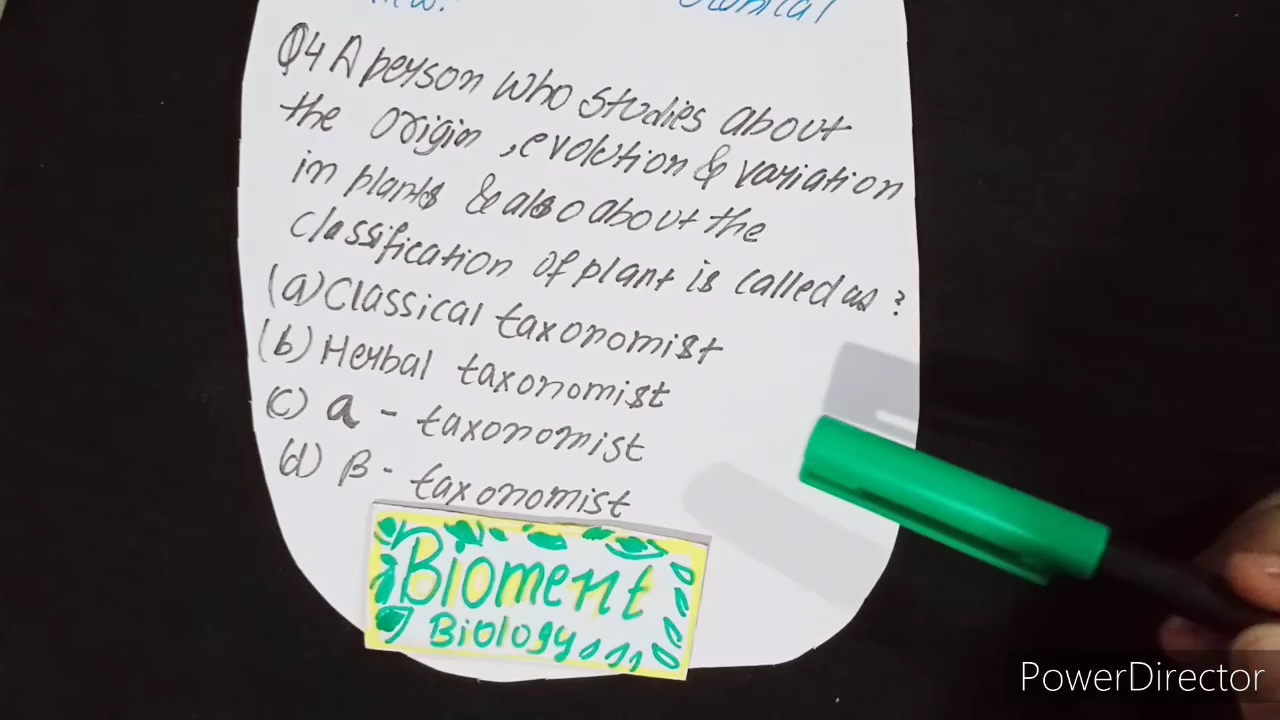 Q4 A person who studies about
the origin, evolution & variation
in plants & also about the
classification of plant is called as ?
(a) Classical taxonomist
(b) Herbal taxonomist
(c) a - taxonomist
(d) β - taxonomist
Bioment
Biology
PowerDirector